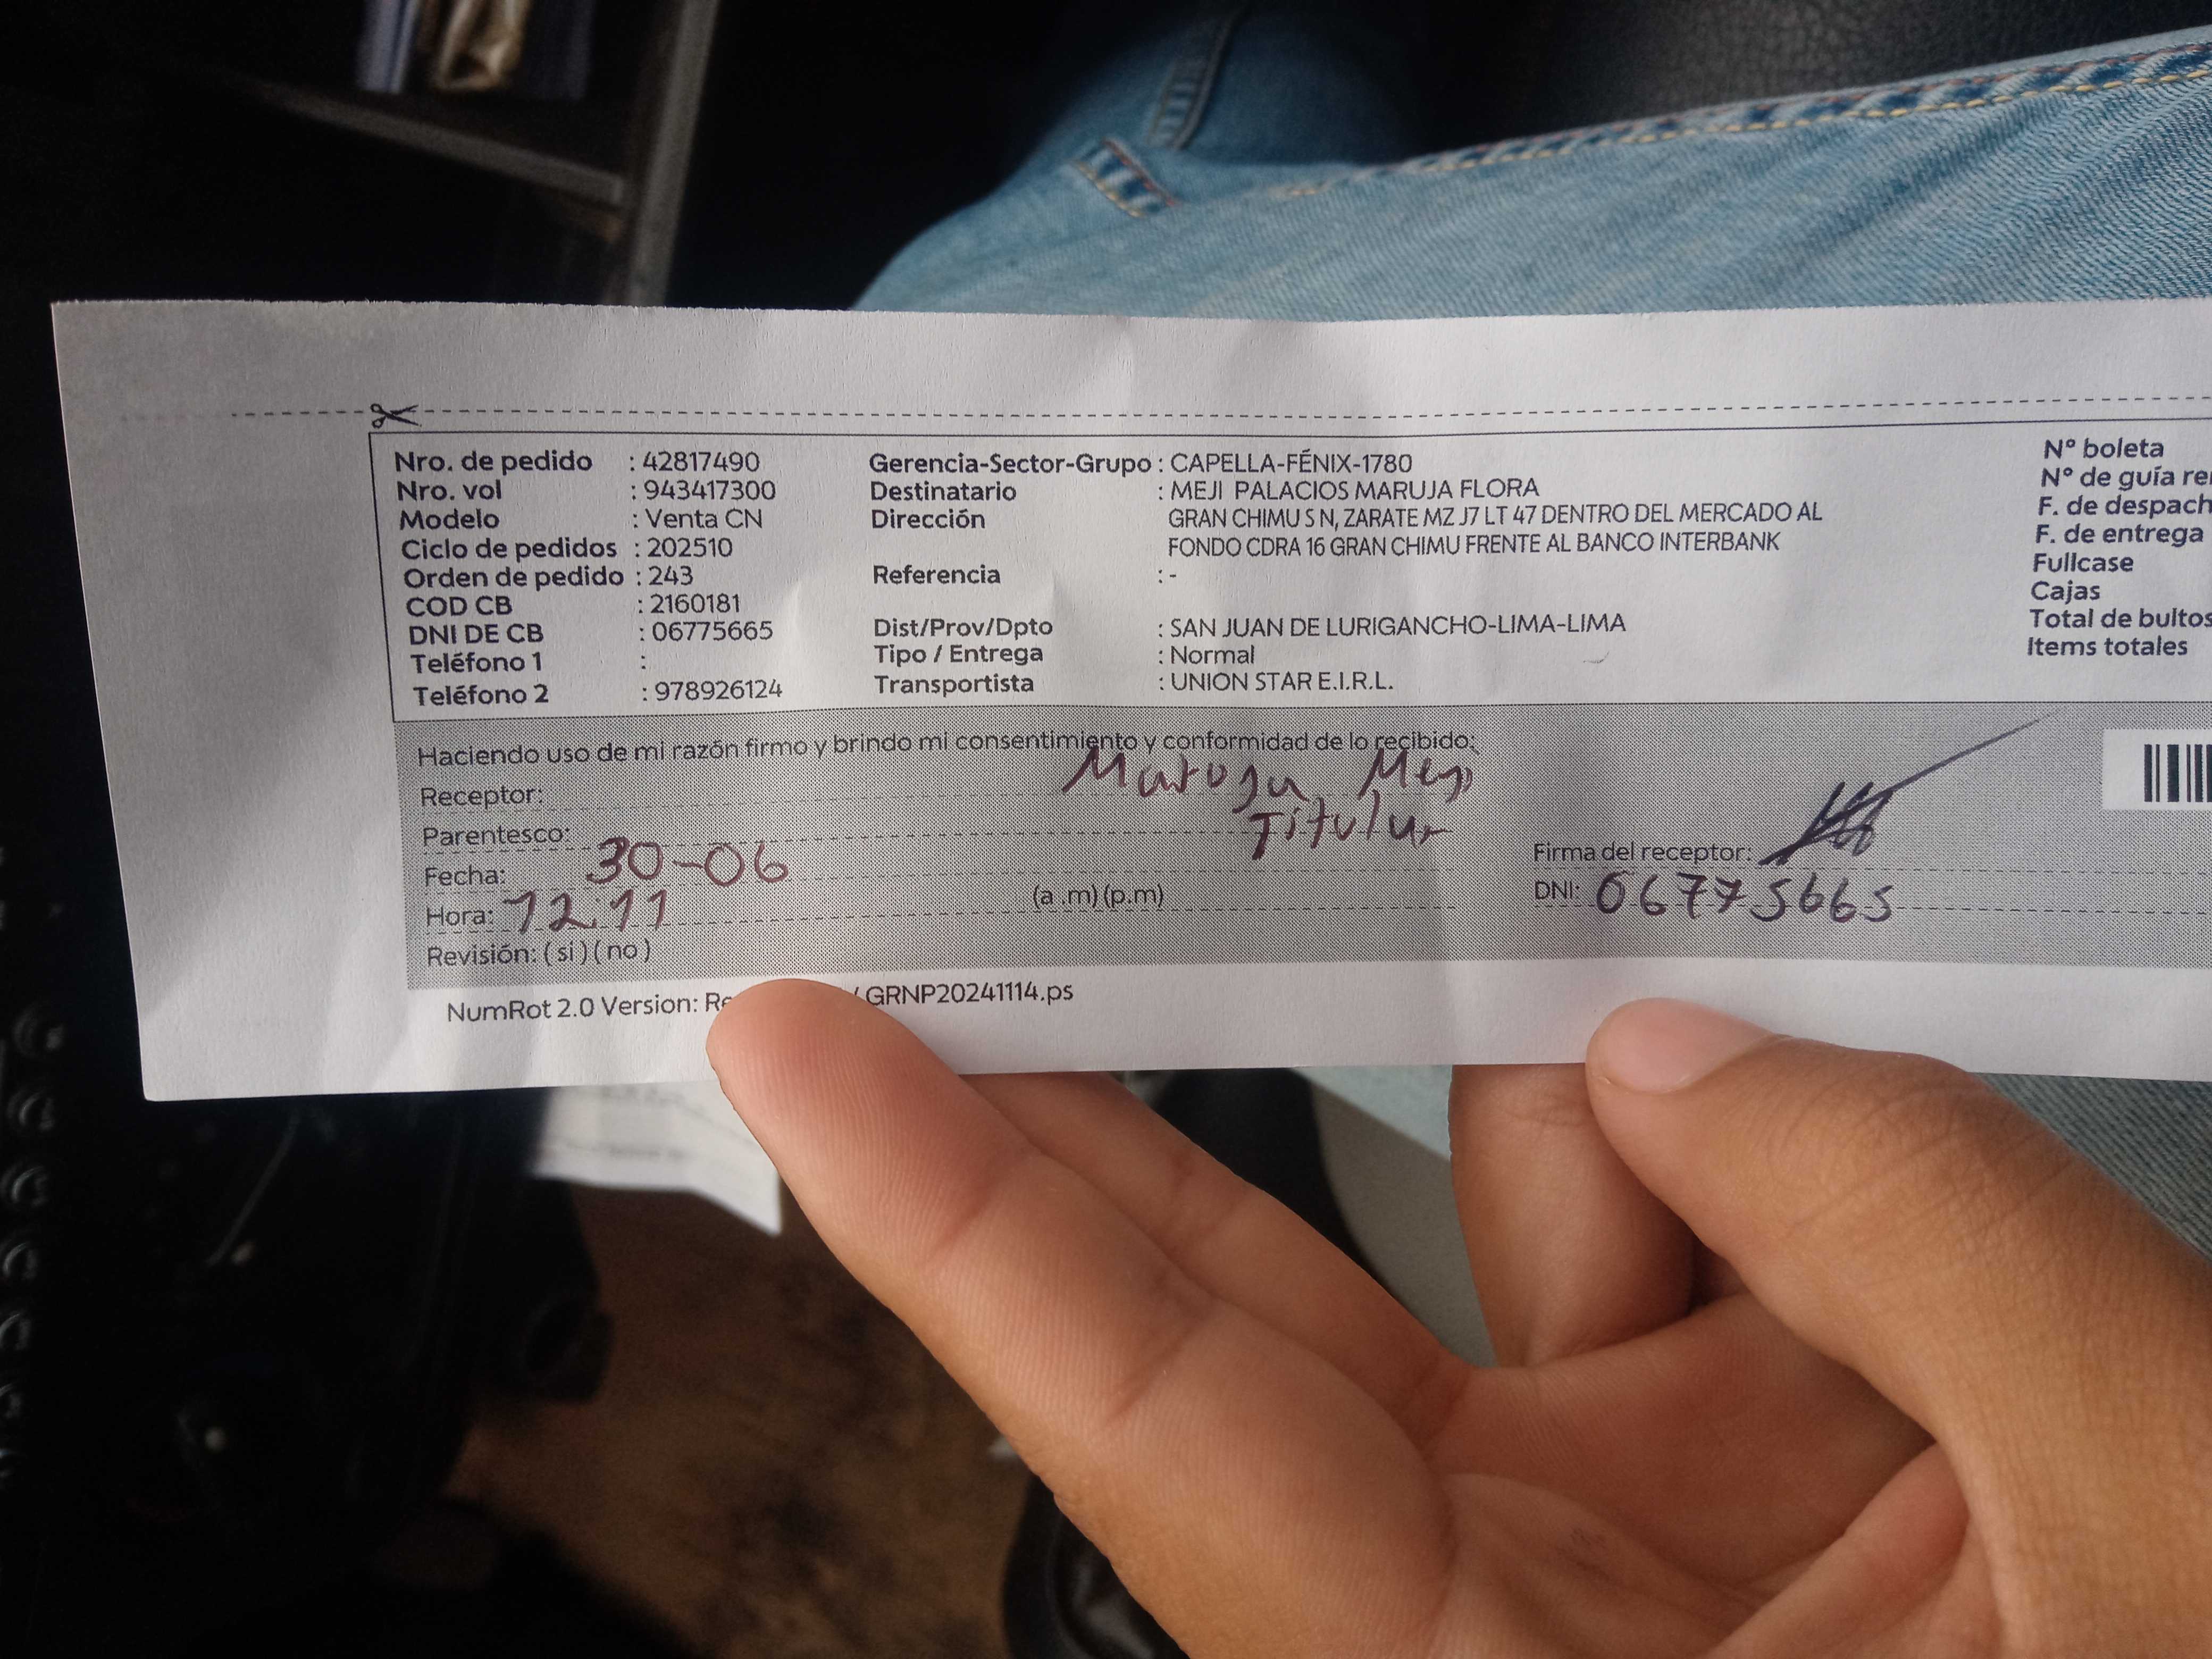 Nro. de pedido : 42817490
Nro. vol : 943417300
Modelo : Venta CN
Ciclo de pedidos : 202510
Orden de pedido : 243
COD CB : 2160181
DNI DE CB : 06775665
Teléfono 1 :
Teléfono 2 : 978926124
Gerencia-Sector-Grupo : CAPELLA-FÉNIX-1780
Destinatario : MEJI PALACIOS MARUJA FLORA
Dirección : GRAN CHIMU S N, ZARATE MZ J7 LT 47 DENTRO DEL MERCADO AL
FONDO CDRA 16 GRAN CHIMU FRENTE AL BANCO INTERBANK
Referencia : -
Dist/Prov/Dpto : SAN JUAN DE LURIGANCHO-LIMA-LIMA
Tipo / Entrega : Normal
Transportista : UNION STAR E.I.R.L.
Nº boleta
Nº de guía
F. de
F. de entrega
Fullcase
Cajas
Total de bultos
Items totales
Haciendo uso de mi razón firmo y brindo mi consentimiento y conformidad de lo recibido:
Receptor: Maruja Meji
Parentesco: Titular
Fecha: 30-06
Hora: 12:11 (a .m) (p.m)
Revisión: ( si ) ( no )
Firma del receptor:
DNI: 06775665
NumRot 2.0 Version: / GRNP20241114.ps